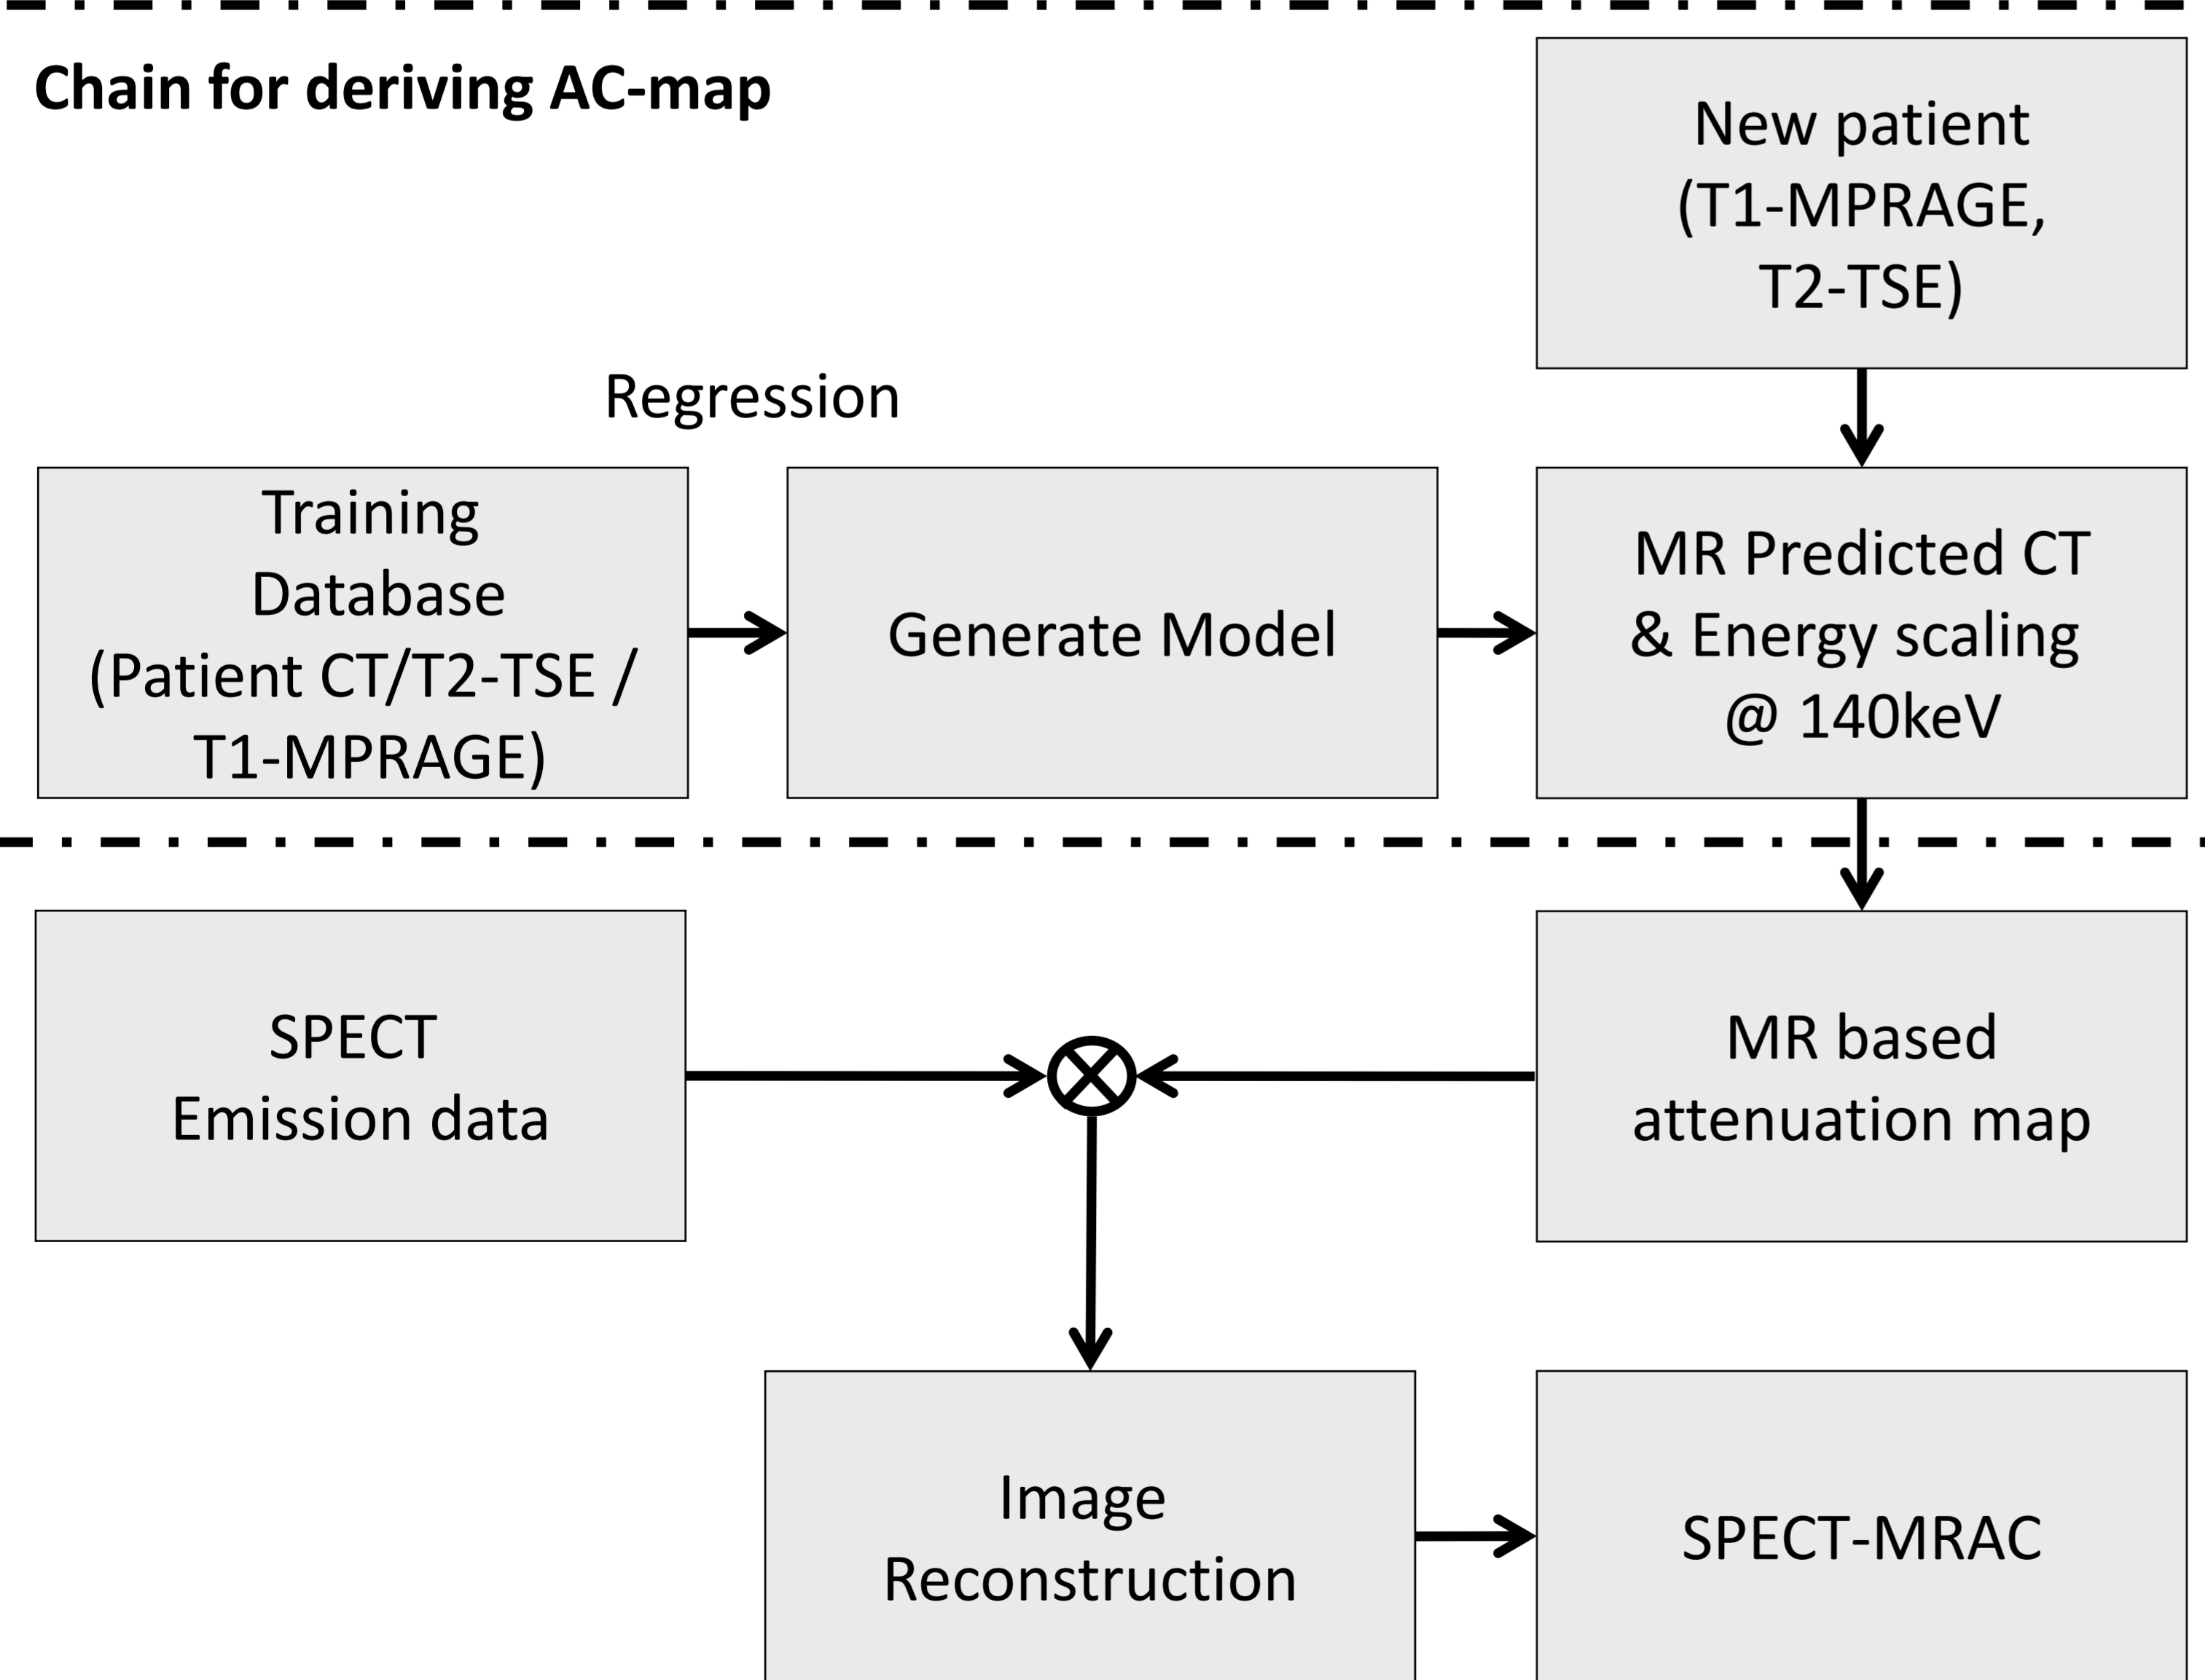 Chain for deriving AC-map
New patient
(T1-MPRAGE,
T2-TSE)
Regression
Training
Database
(Patient CT/T2-TSE /
T1-MPRAGE)
Generate Model
MR Predicted CT
& Energy scaling
@ 140keV
SPECT
Emission data
MR based
attenuation map
Image
Reconstruction
SPECT-MRAC